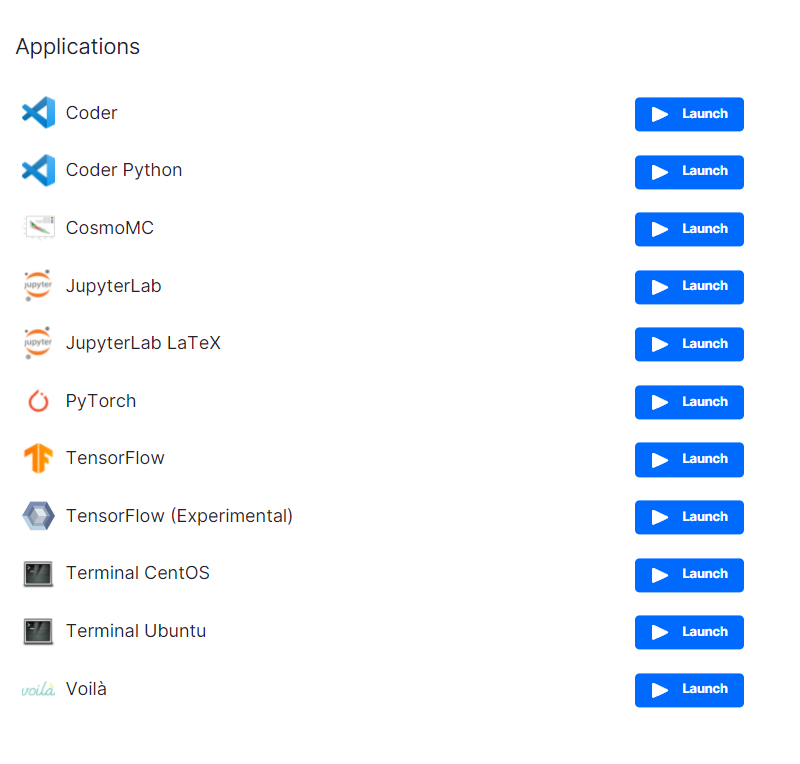 Applications
Coder Launch
Coder Python Launch
CosmoMC Launch
jupyter JupyterLab Launch
jupyter JupyterLab LaTeX Launch
PyTorch Launch
TensorFlow Launch
TensorFlow (Experimental) Launch
Terminal CentOS Launch
Terminal Ubuntu Launch
voilà Voilà Launch